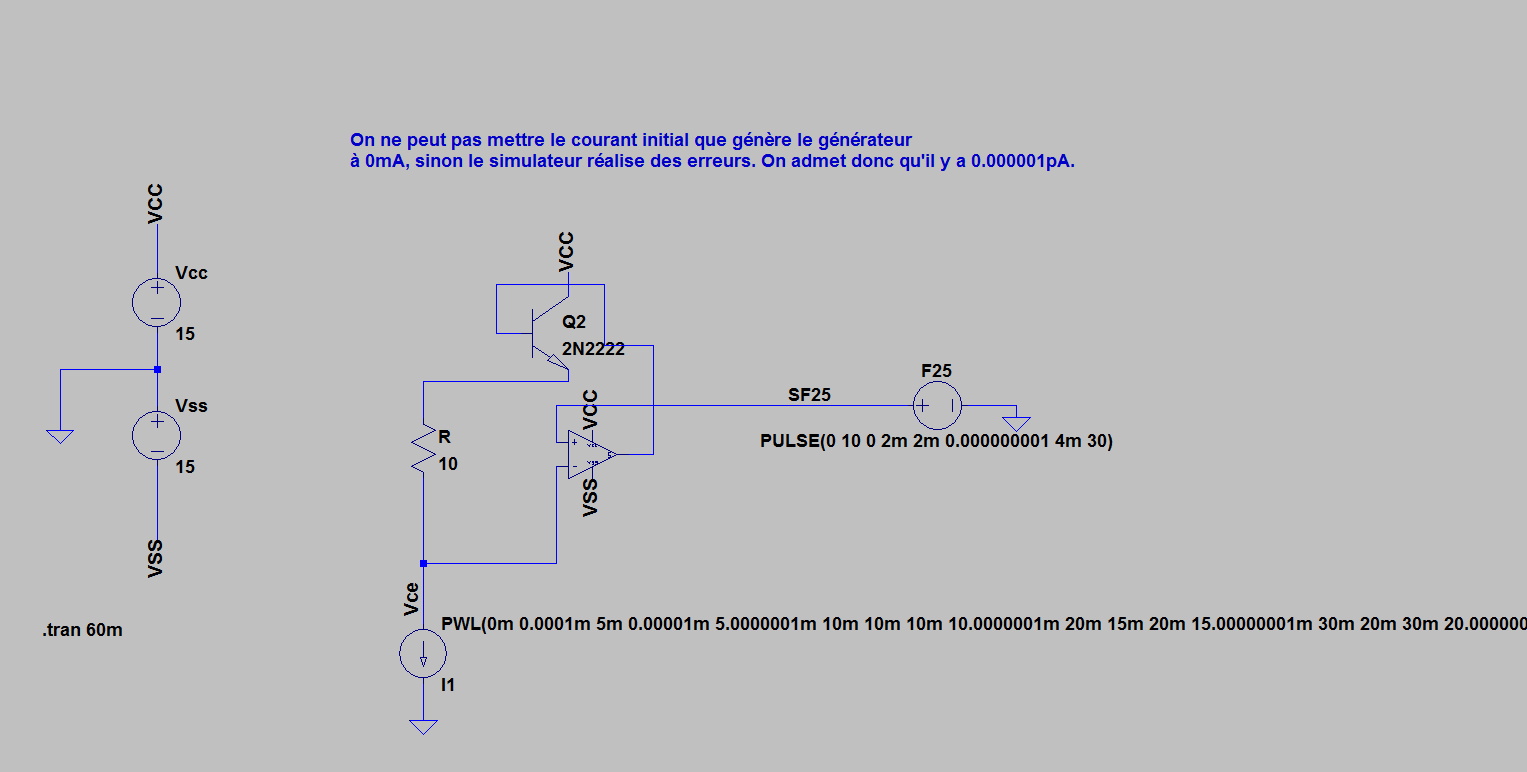 On ne peut pas mettre le courant initial que génère le générateur
à 0mA, sinon le simulateur réalise des erreurs. On admet donc qu'il y a 0.000001pA.
VCC
Vcc
15
Vss
15
VSS
.tran 60m
VCC
Q2
2N2222
R
10
VCC
VSS
SF25
F25
PULSE(0 10 0 2m 2m 0.000000001 4m 30)
Vce
PWL(0m 0.0001m 5m 0.00001m 5.0000001m 10m 10m 10m 10.0000001m 20m 15m 20m 15.00000001m 30m 20m 30m 20.000000
I1